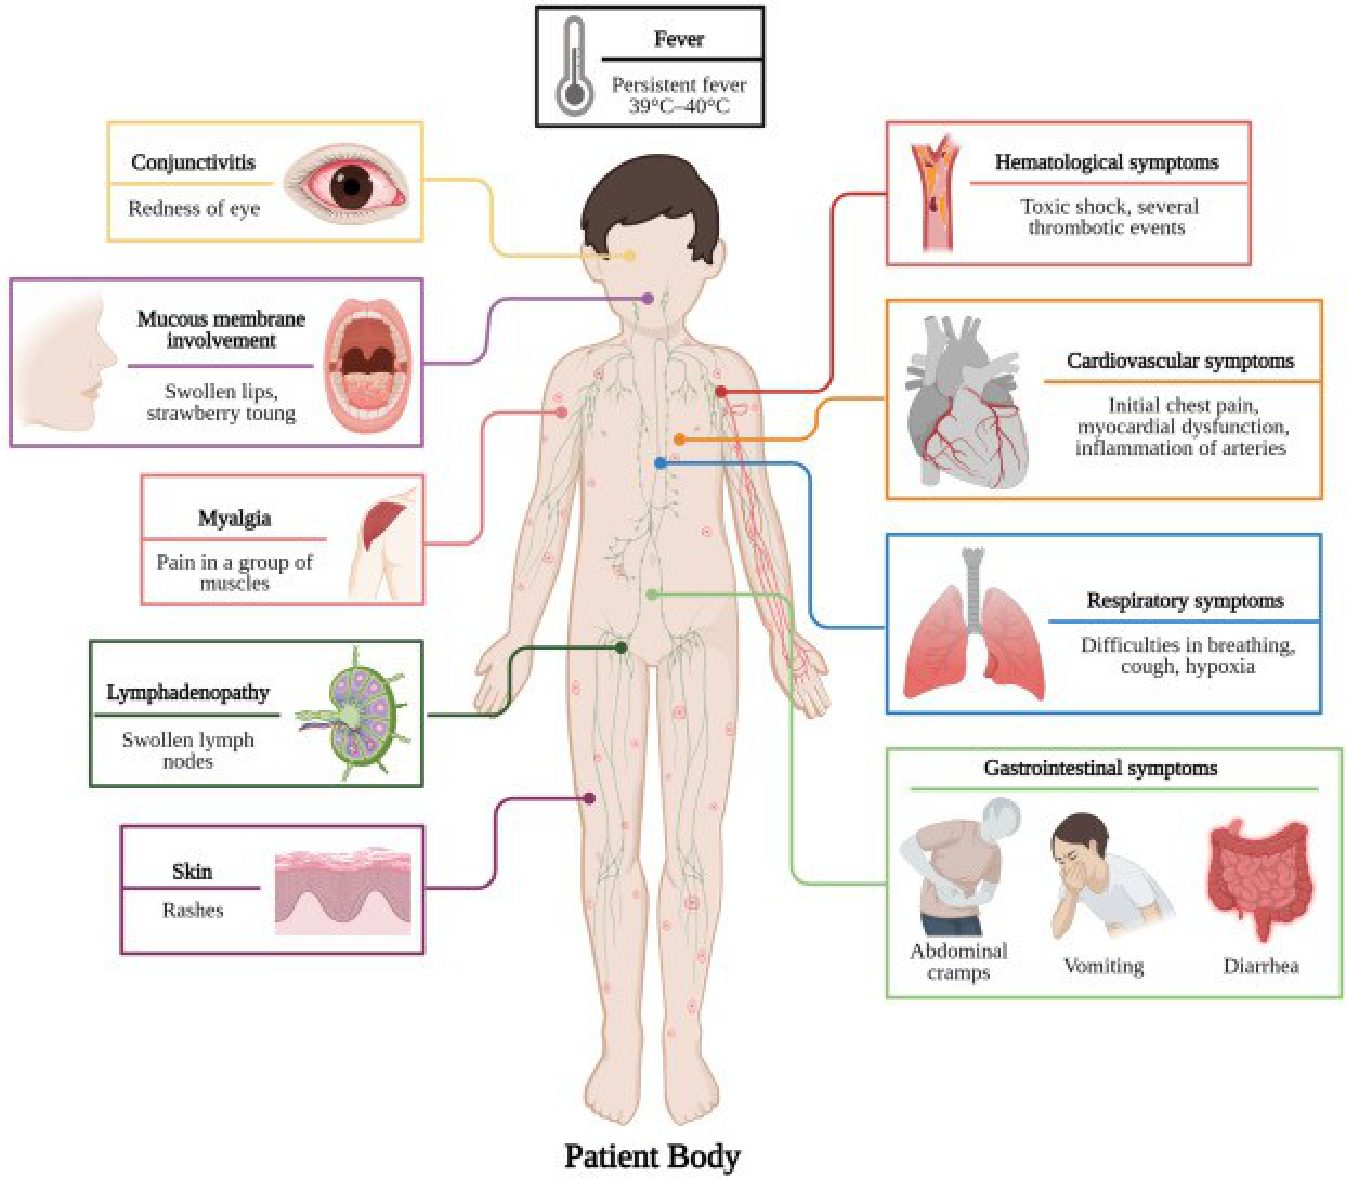 Fever
Persistent fever
39°C–40°C
Conjunctivitis
Redness of eye
Mucous membrane
involvement
Swollen lips,
strawberry toung
Myalgia
Pain in a group of
muscles
Lymphadenopathy
Swollen lymph
nodes
Skin
Rashes
Hematological symptoms
Toxic shock, several
thrombotic events
Cardiovascular symptoms
Initial chest pain,
myocardial dysfunction,
inflammation of arteries
Respiratory symptoms
Difficulties in breathing,
cough, hypoxia
Gastrointestinal symptoms
Abdominal
cramps
Vomiting
Diarrhea
Patient Body